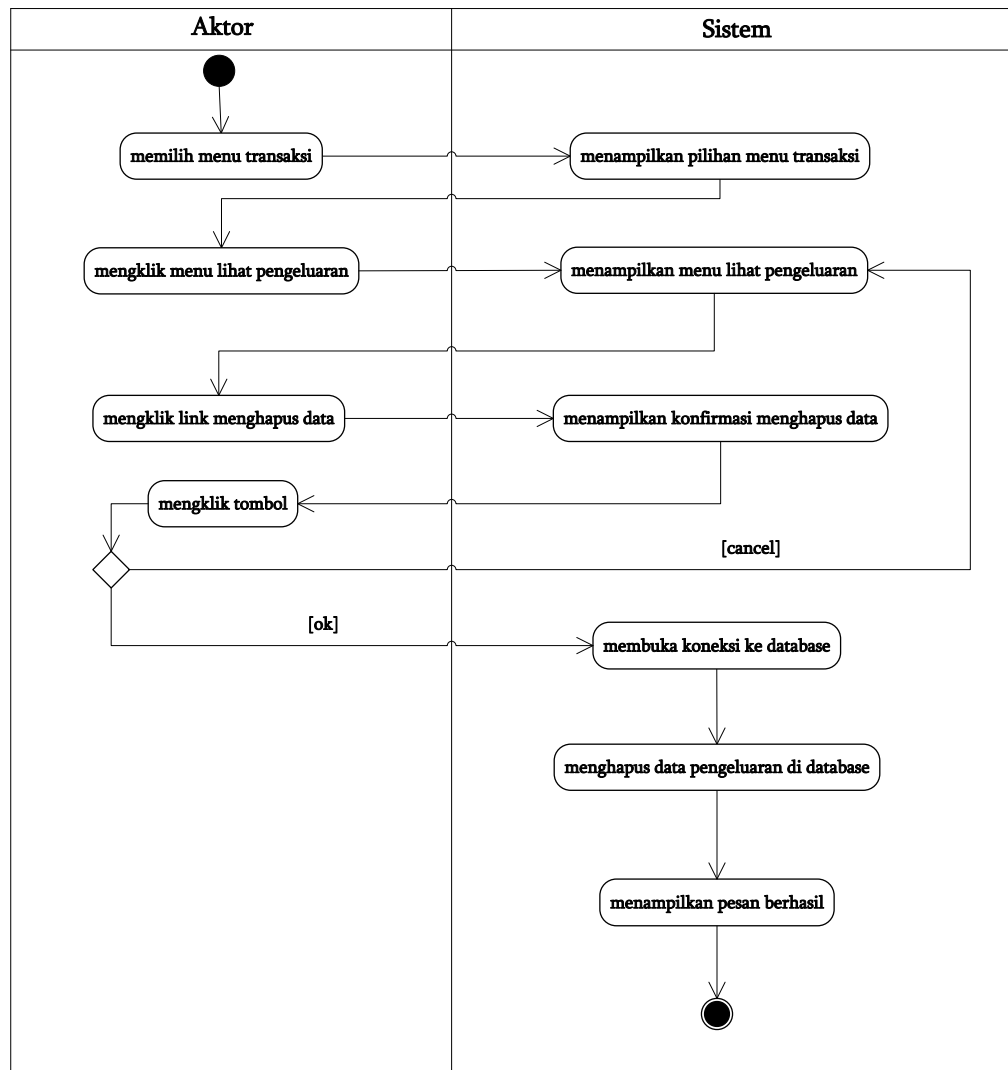 Aktor
Sistem
memilih menu transaksi
menampilkan pilihan menu transaksi
mengklik menu lihat pengeluaran
menampilkan menu lihat pengeluaran
mengklik link menghapus data
menampilkan konfirmasi menghapus data
mengklik tombol
[cancel]
[ok]
membuka koneksi ke database
menghapus data pengeluaran di database
menampilkan pesan berhasil